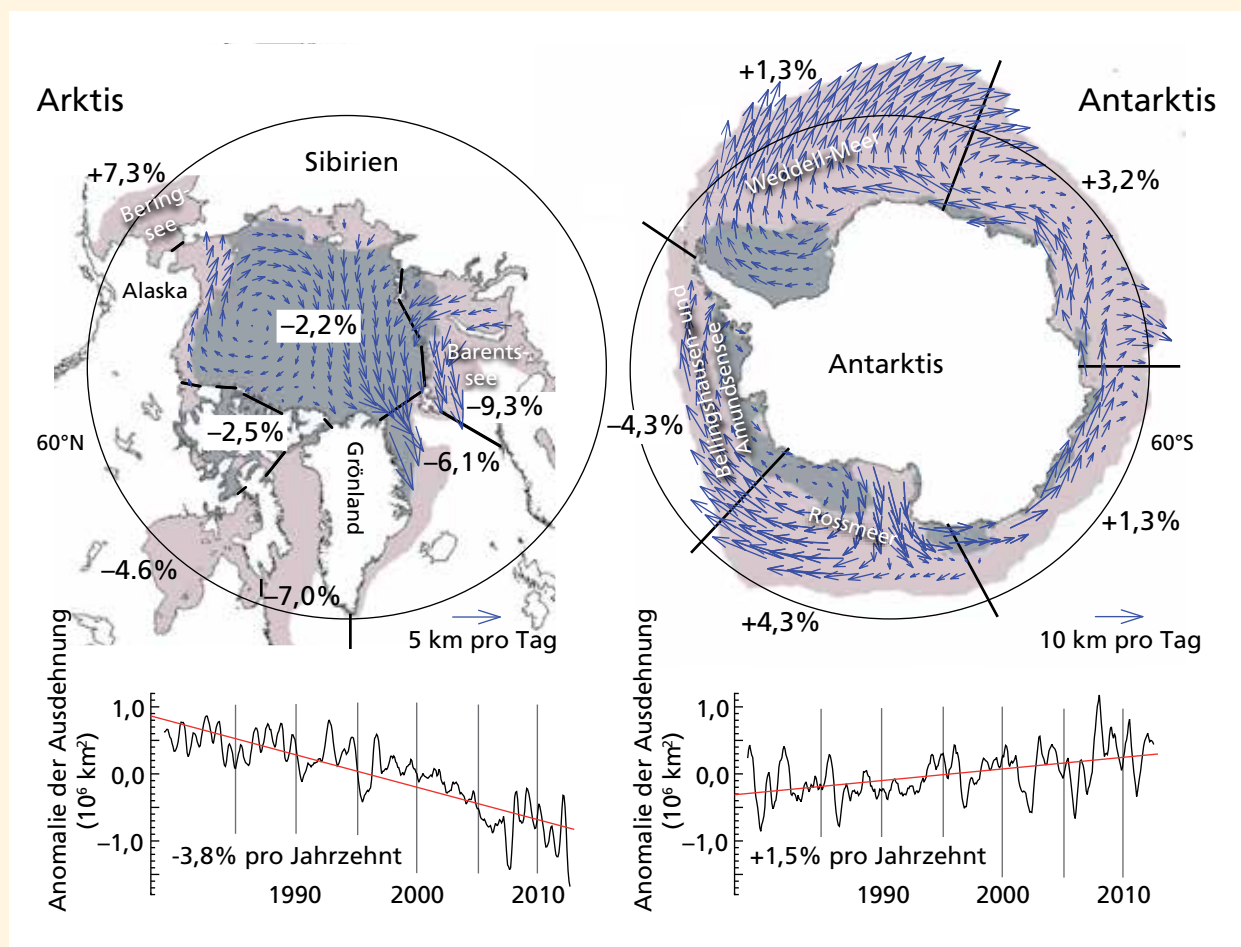 Arktis
+7,3%
Sibirien
Bering-
see
Alaska
−2,2%
Barents-
see
−9,3%
−2,5%
60°N
Grönland
−6,1%
−4.6%
−7,0%
5 km pro Tag
Antarktis
+1,3%
Weddell-Meer
+3,2%
Bellingshausen- und
Amundsensee
Antarktis
−4,3%
60°S
Rossmeer
+1,3%
+4,3%
10 km pro Tag
Anomalie der Ausdehnung
(10⁶ km²)
1,0
0,0
−1,0
-3,8% pro Jahrzehnt
1990
2000
2010
Anomalie der Ausdehnung
(10⁶ km²)
1,0
0,0
−1,0
+1,5% pro Jahrzehnt
1990
2000
2010